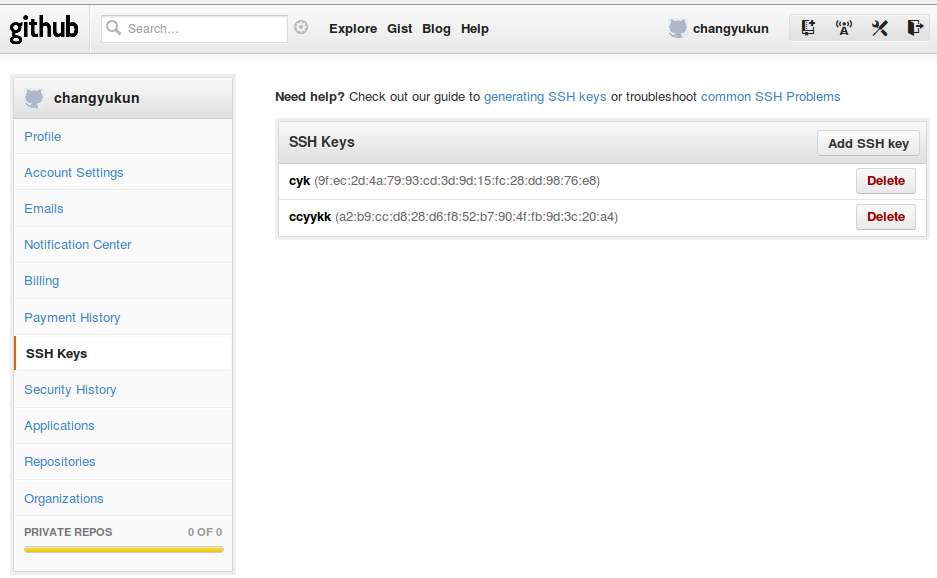 github Search... Explore Gist Blog Help changyukun
changyukun
Profile
Account Settings
Emails
Notification Center
Billing
Payment History
SSH Keys
Security History
Applications
Repositories
Organizations
PRIVATE REPOS 0 OF 0
Need help? Check out our guide to generating SSH keys or troubleshoot common SSH Problems
SSH Keys Add SSH key
cyk (9f:ec:2d:4a:79:93:cd:3d:9d:15:fc:28:dd:98:76:e8) Delete
ccyykk (a2:b9:cc:d8:28:d6:f8:52:b7:90:4f:fb:9d:3c:20:a4) Delete